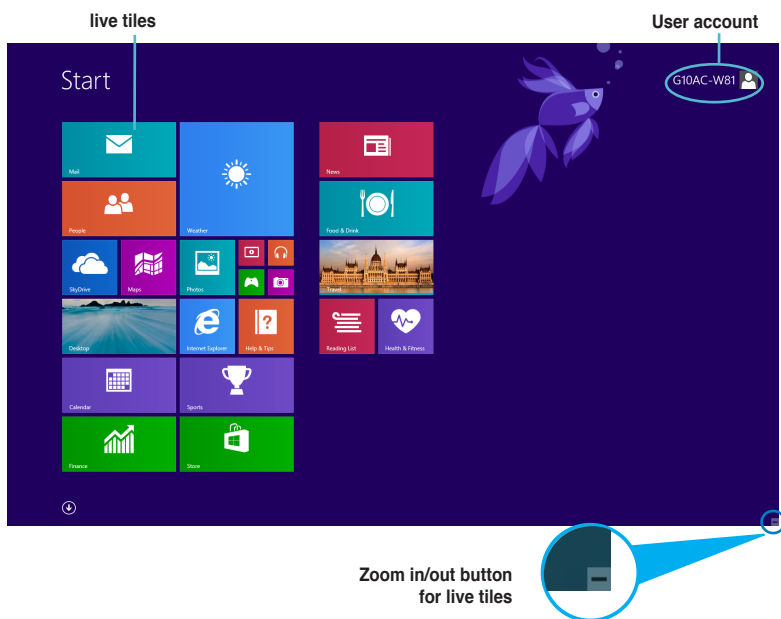 live tiles
User account
Start
G10AC-W81
Mail
Weather
News
People
Food & Drink
SkyDrive
Maps
Photos
Travel
Desktop
Internet Explorer
Help & Tips
Reading List
Health & Fitness
Calendar
Sports
Finance
Store
Zoom in/out button
for live tiles